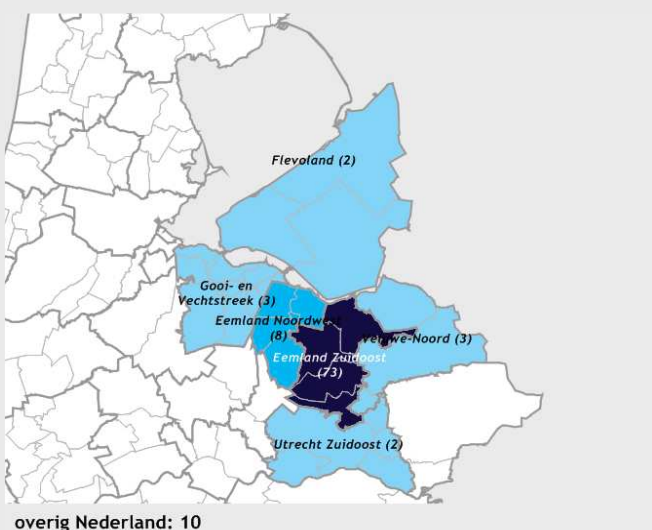 Flevoland (2)
Gooi- en
Vechtstreek (3)
Eemland Noordwest
(8)
Veluwe-Noord (3)
Eemland Zuidoost
(73)
Utrecht Zuidoost (2)
overig Nederland: 10